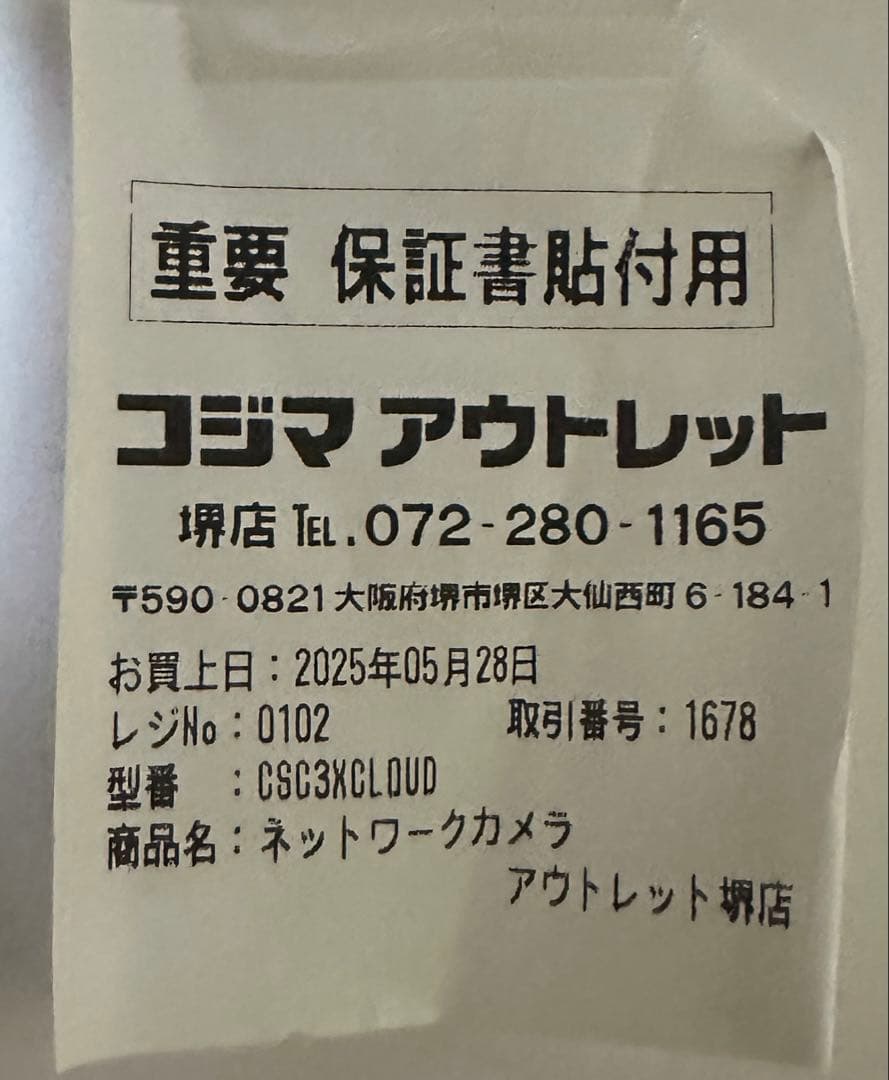 重要 保証書貼付用
コジマ アウトレット
堺店 TEL.072-280-1165
〒590-0821大阪府堺市堺区大仙西町6-184-1
お買上日：2025年05月28日
レジNo：0102 取引番号：1678
型番 ：CSC3XCLOUD
商品名：ネットワークカメラ
アウトレット堺店